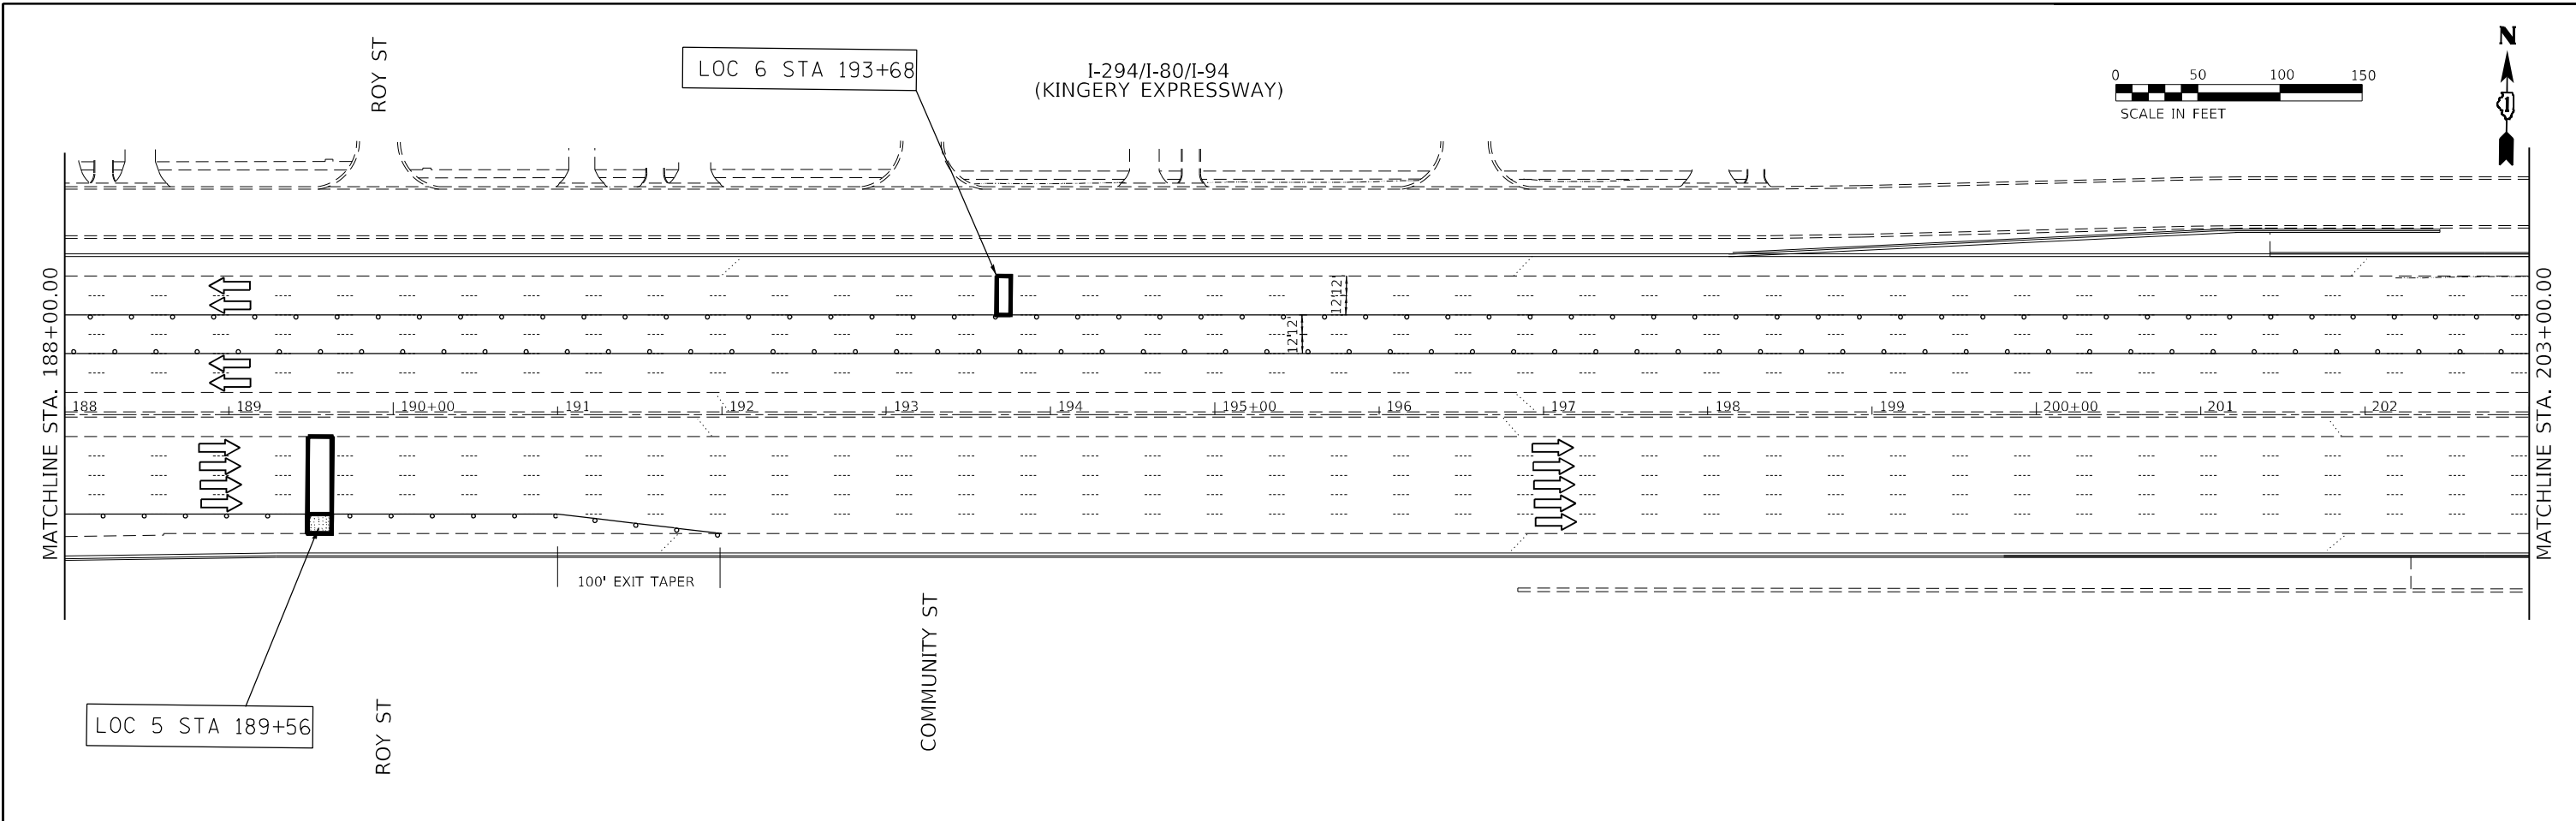 ROY ST
LOC 6 STA 193+68
I-294/I-80/I-94
(KINGERY EXPRESSWAY)
0 50 100 150
SCALE IN FEET
N
1
MATCHLINE STA. 188+00.00
12' 12'
12' 12'
188 189 190+00 191 192 193 194 195+00 196 197 198 199 200+00 201 202
MATCHLINE STA. 203+00.00
100' EXIT TAPER
LOC 5 STA 189+56
ROY ST
COMMUNITY ST